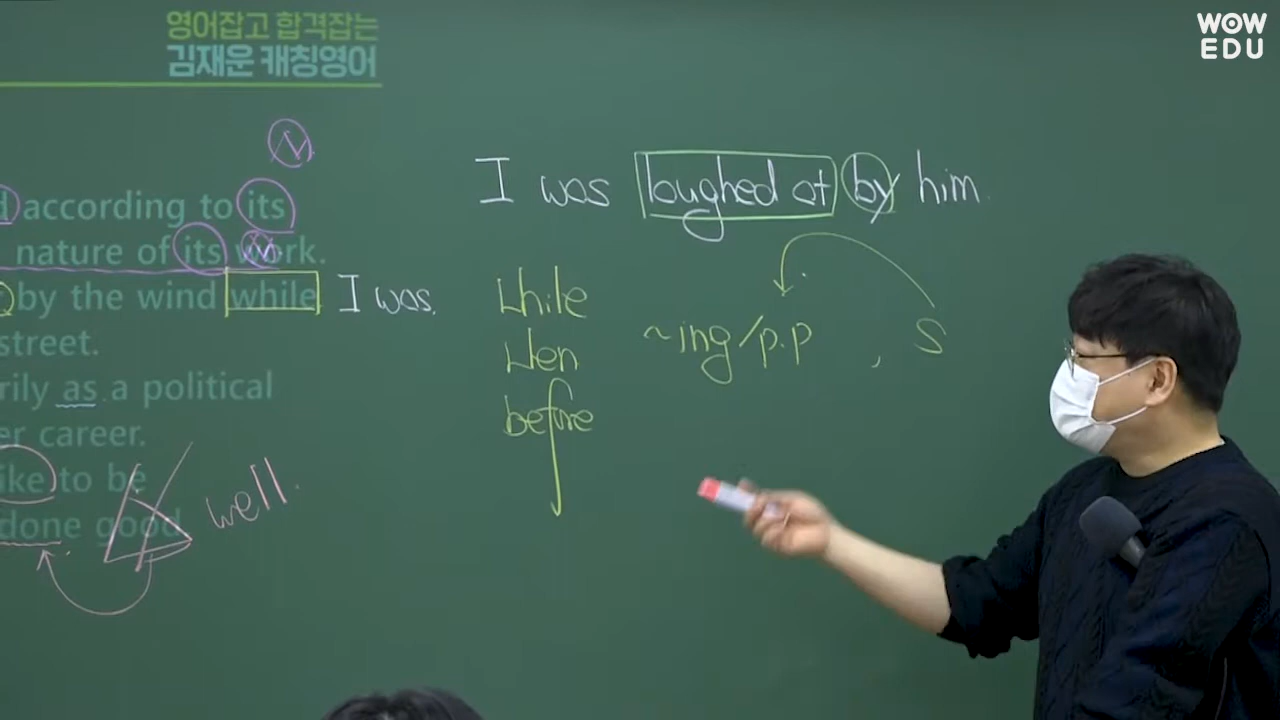 영어잡고 합격잡는
김재운 캐칭영어
WOW
EDU
N
I was laughed at by him.
d according to its
nature of its work.
N
by the wind while I was.
street.
rily as a political
er career.
ike to be
done good well.
while
when
before
~ing/p.p , S